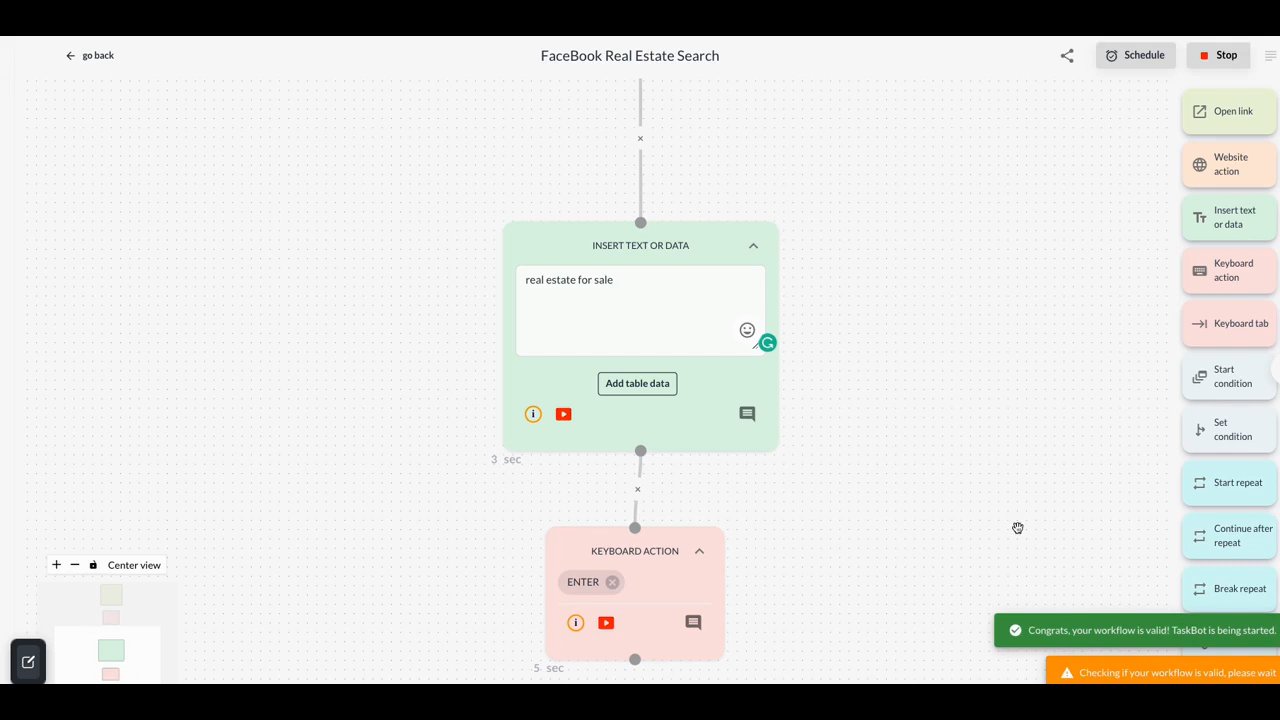 go back
FaceBook Real Estate Search
Schedule
Stop
Open link
Website
action
Insert text
or data
Keyboard
action
Keyboard tab
Start
condition
Set
condition
Start repeat
Continue after
repeat
Break repeat
INSERT TEXT OR DATA
real estate for sale
Add table data
3 sec
KEYBOARD ACTION
ENTER
5 sec
Center view
Congrats, your workflow is valid! TaskBot is being started.
Checking if your workflow is valid, please wait